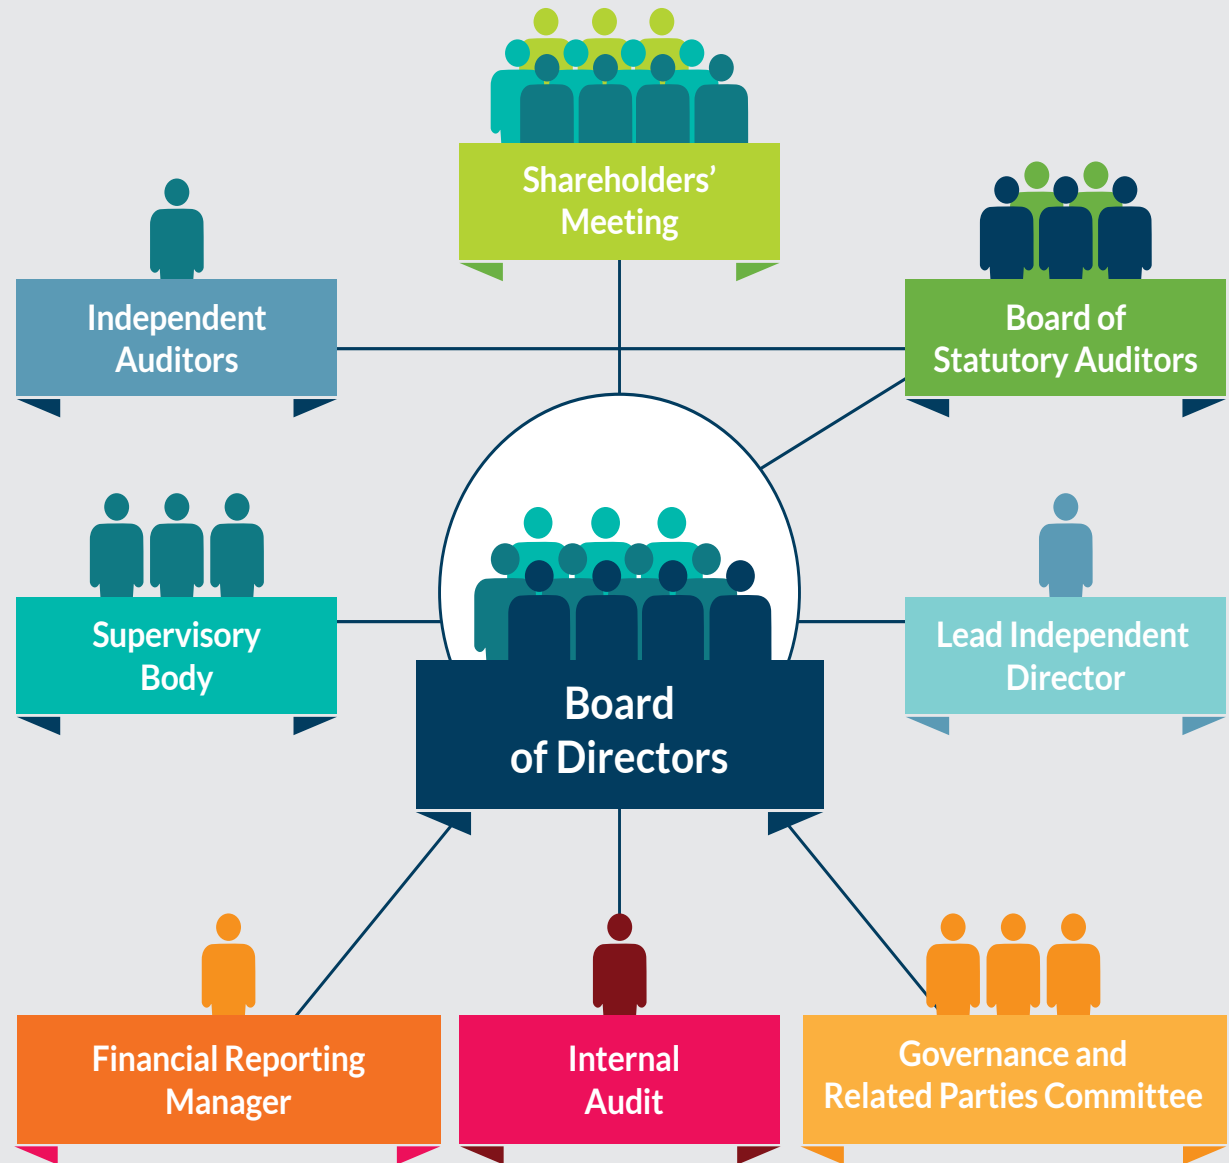 Shareholders’
Meeting
Independent
Auditors
Board of
Statutory Auditors
Supervisory
Body
Lead Independent
Director
Board
of Directors
Financial Reporting
Manager
Internal
Audit
Governance and
Related Parties Committee